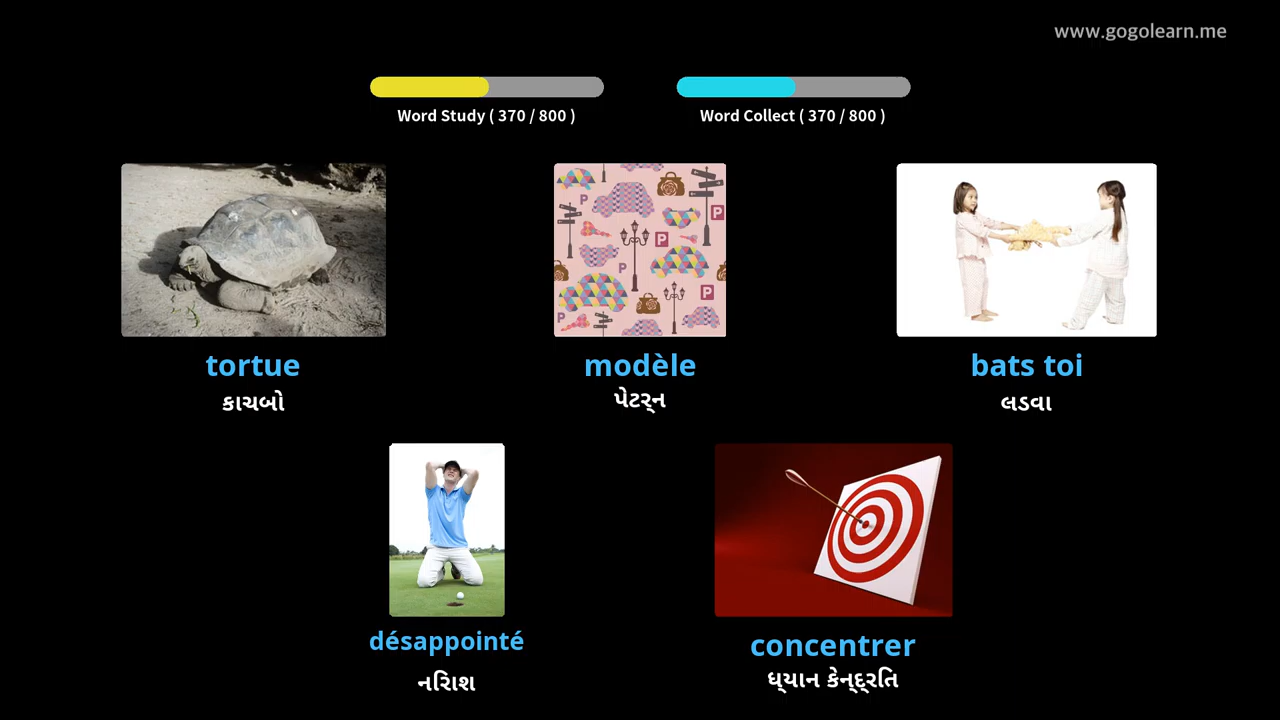 www.gogolearn.me
Word Study ( 370 / 800 )
Word Collect ( 370 / 800 )
P
P
P
P
P
P
tortue
કાચબો
modèle
પેટર્ન
bats toi
લડવા
désappointé
નિરાશ
concentrer
ધ્યાન કેન્દ્રિત